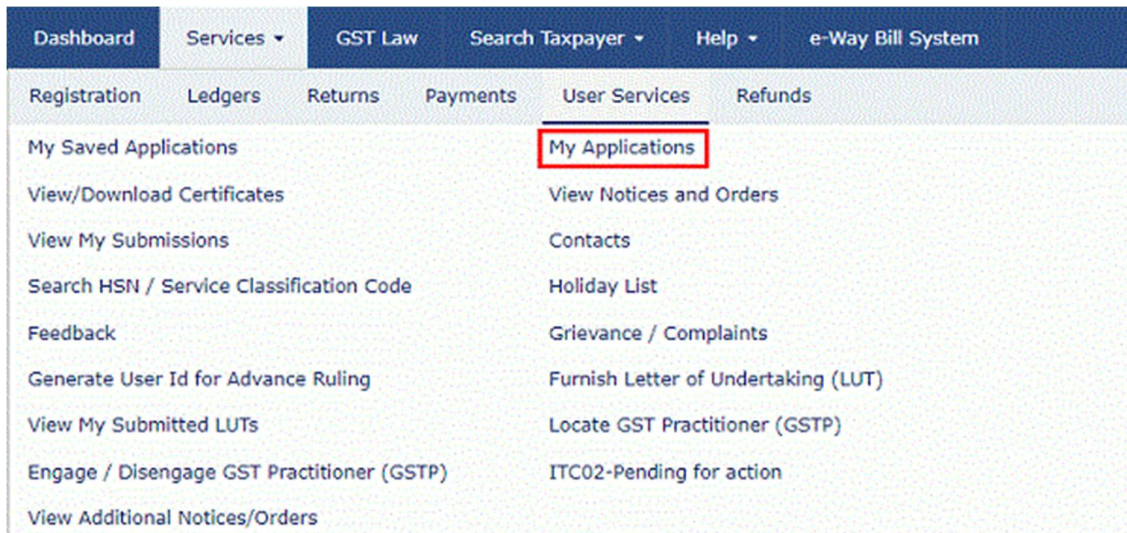 Dashboard Services GST Law Search Taxpayer Help e-Way Bill System
Registration Ledgers Returns Payments User Services Refunds
My Saved Applications My Applications
View/Download Certificates View Notices and Orders
View My Submissions Contacts
Search HSN / Service Classification Code Holiday List
Feedback Grievance / Complaints
Generate User Id for Advance Ruling Furnish Letter of Undertaking (LUT)
View My Submitted LUTs Locate GST Practitioner (GSTP)
Engage / Disengage GST Practitioner (GSTP) ITC02-Pending for action
View Additional Notices/Orders